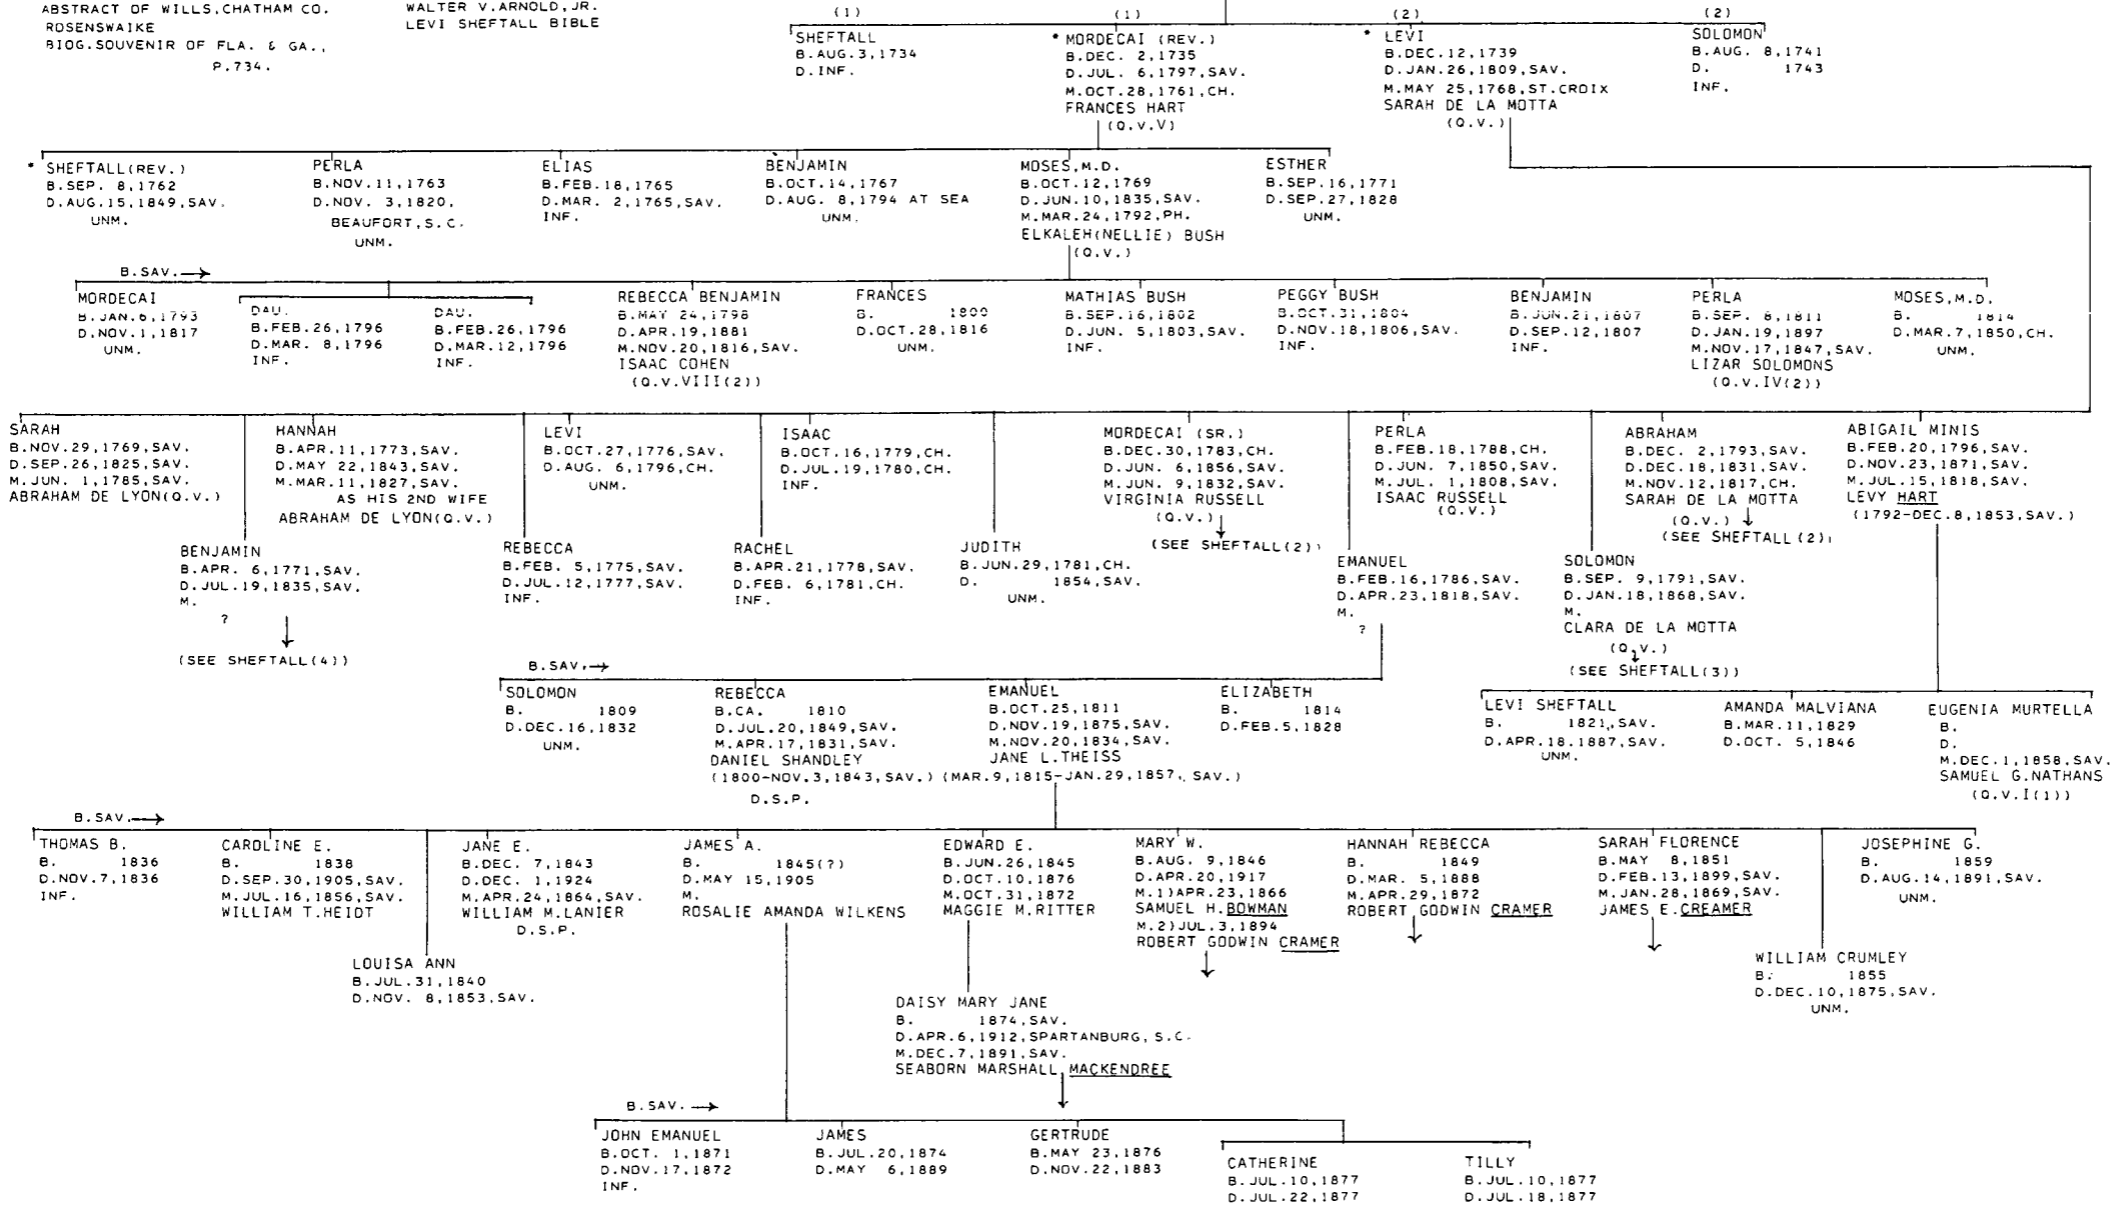 ABSTRACT OF WILLS,CHATHAM CO.
ROSENSWAIKE
BIOG.SOUVENIR OF FLA. & GA.,
P.734.
WALTER V.ARNOLD,JR.
LEVI SHEFTALL BIBLE
(1)
SHEFTALL
B.AUG.3,1734
D.INF.
(1)
* MORDECAI (REV.)
B.DEC. 2,1735
D.JUL. 6,1797,SAV.
M.OCT.28,1761,CH.
FRANCES HART
(Q.V.V)
(2)
* LEVI
B.DEC.12,1739
D.JAN.26,1809,SAV.
M.MAY 25,1768,ST.CROIX
SARAH DE LA MOTTA
(Q.V.)
(2)
SOLOMON
B.AUG. 8,1741
D. 1743
INF.
* SHEFTALL(REV.)
B.SEP. 8,1762
D.AUG.15,1849,SAV.
UNM.
PERLA
B.NOV.11,1763
D.NOV. 3,1820,
BEAUFORT,S.C.
UNM.
ELIAS
B.FEB.18,1765
D.MAR. 2,1765,SAV.
INF.
BENJAMIN
B.OCT.14,1767
D.AUG. 8,1794 AT SEA
UNM.
MOSES,M.D.
B.OCT.12,1769
D.JUN.10,1835,SAV.
M.MAR.24,1792,PH.
ELKALEH(NELLIE) BUSH
(Q.V.)
ESTHER
B.SEP.16,1771
D.SEP.27,1828
UNM.
B.SAV.→
MORDECAI
B.JAN.6,1793
D.NOV.1,1817
UNM.
DAU.
B.FEB.26,1796
D.MAR. 8,1796
INF.
DAU.
B.FEB.26,1796
D.MAR.12,1796
INF.
REBECCA BENJAMIN
B.MAY 24,1798
D.APR.19,1881
M.NOV.20,1816,SAV.
ISAAC COHEN
(Q.V.VIII(2))
FRANCES
B. 1800
D.OCT.28,1816
UNM.
MATHIAS BUSH
B.SEP.16,1802
D.JUN. 5,1803,SAV.
INF.
PEGGY BUSH
B.OCT.31,1804
D.NOV.18,1806,SAV.
INF.
BENJAMIN
B.JUN.21,1807
D.SEP.12,1807
INF.
PERLA
B.SEP. 8,1811
D.JAN.19,1897
M.NOV.17,1847,SAV.
LIZAR SOLOMONS
(Q.V.IV(2))
MOSES,M.D.
B. 1814
D.MAR.7,1850,CH.
UNM.
SARAH
B.NOV.29,1769,SAV.
D.SEP.26,1825,SAV.
M.JUN. 1,1785,SAV.
ABRAHAM DE LYON(Q.V.)
HANNAH
B.APR.11,1773,SAV.
D.MAY 22,1843,SAV.
M.MAR.11,1827,SAV.
AS HIS 2ND WIFE
ABRAHAM DE LYON(Q.V.)
LEVI
B.OCT.27,1776,SAV.
D.AUG. 6,1796,CH.
UNM.
ISAAC
B.OCT.16,1779,CH.
D.JUL.19,1780,CH.
INF.
MORDECAI (SR.)
B.DEC.30,1783,CH.
D.JUN. 6,1856,SAV.
M.JUN. 9,1832,SAV.
VIRGINIA RUSSELL
(Q.V.)
(SEE SHEFTALL(2))
PERLA
B.FEB.18,1788,CH.
D.JUN. 7,1850,SAV.
M.JUL. 1,1808,SAV.
ISAAC RUSSELL
(Q.V.)
ABRAHAM
B.DEC. 2,1793,SAV.
D.DEC.18,1831,SAV.
M.NOV.12,1817,CH.
SARAH DE LA MOTTA
(Q.V.)
(SEE SHEFTALL(2))
ABIGAIL MINIS
B.FEB.20,1796,SAV.
D.NOV.23,1871,SAV.
M.JUL.15,1818,SAV.
LEVY HART
(1792-DEC.8,1853,SAV.)
BENJAMIN
B.APR. 6,1771,SAV.
D.JUL.19,1835,SAV.
M.
?
(SEE SHEFTALL(4))
REBECCA
B.FEB. 5,1775,SAV.
D.JUL.12,1777,SAV.
INF.
RACHEL
B.APR.21,1778,SAV.
D.FEB. 6,1781,CH.
INF.
JUDITH
B.JUN.29,1781,CH.
D. 1854,SAV.
UNM.
EMANUEL
B.FEB.16,1786,SAV.
D.APR.23,1818,SAV.
M.
?
SOLOMON
B.SEP. 9,1791,SAV.
D.JAN.18,1868,SAV.
M.
CLARA DE LA MOTTA
(Q.V.)
(SEE SHEFTALL(3))
B.SAV.→
SOLOMON
B. 1809
D.DEC.16,1832
UNM.
REBECCA
B.CA. 1810
D.JUL.20,1849,SAV.
M.APR.17,1831,SAV.
DANIEL SHANDLEY
(1800-NOV.3,1843,SAV.)
D.S.P.
EMANUEL
B.OCT.25,1811
D.NOV.19,1875,SAV.
M.NOV.20,1834,SAV.
JANE L.THEISS
(MAR.9,1815-JAN.29,1857, SAV.)
ELIZABETH
B. 1814
D.FEB.5,1828
LEVI SHEFTALL
B. 1821,SAV.
D.APR.18.1887,SAV.
UNM.
AMANDA MALVIANA
B.MAR.11,1829
D.OCT. 5,1846
EUGENIA MURTELLA
B.
D.
M.DEC.1,1858,SAV.
SAMUEL G.NATHANS
(Q.V.I(1))
B.SAV.→
THOMAS B.
B. 1836
D.NOV.7,1836
INF.
CAROLINE E.
B. 1838
D.SEP.30,1905,SAV.
M.JUL.16,1856,SAV.
WILLIAM T.HEIDT
JANE E.
B.DEC. 7,1843
D.DEC. 1,1924
M.APR.24,1864,SAV.
WILLIAM M.LANIER
D.S.P.
JAMES A.
B. 1845(?)
D.MAY 15,1905
M.
ROSALIE AMANDA WILKENS
EDWARD E.
B.JUN.26,1845
D.OCT.10,1876
M.OCT.31,1872
MAGGIE M.RITTER
MARY W.
B.AUG. 9,1846
D.APR.20,1917
M.1)APR.23,1866
SAMUEL H.BOWMAN
M.2)JUL.3,1894
ROBERT GODWIN CRAMER
HANNAH REBECCA
B. 1849
D.MAR. 5,1888
M.APR.29,1872
ROBERT GODWIN CRAMER
SARAH FLORENCE
B.MAY 8,1851
D.FEB.13,1899,SAV.
M.JAN.28,1869,SAV.
JAMES E.CREAMER
JOSEPHINE G.
B. 1859
D.AUG.14,1891,SAV.
UNM.
LOUISA ANN
B.JUL.31,1840
D.NOV. 8,1853,SAV.
WILLIAM CRUMLEY
B. 1855
D.DEC.10,1875,SAV.
UNM.
DAISY MARY JANE
B. 1874,SAV.
D.APR.6,1912,SPARTANBURG, S.C.
M.DEC.7,1891,SAV.
SEABORN MARSHALL MACKENDREE
B.SAV.→
JOHN EMANUEL
B.OCT. 1,1871
D.NOV.17,1872
INF.
JAMES
B.JUL.20,1874
D.MAY 6,1889
GERTRUDE
B.MAY 23,1876
D.NOV.22,1883
CATHERINE
B.JUL.10,1877
D.JUL.22,1877
TILLY
B.JUL.10,1877
D.JUL.18,1877